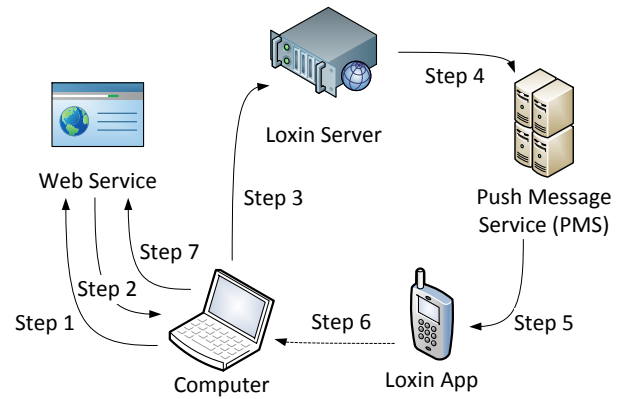 Step 4
Loxin Server
Web Service
Step 3
Push Message
Service (PMS)
Step 7
Step 2
Step 1
Step 6
Step 5
Computer
Loxin App